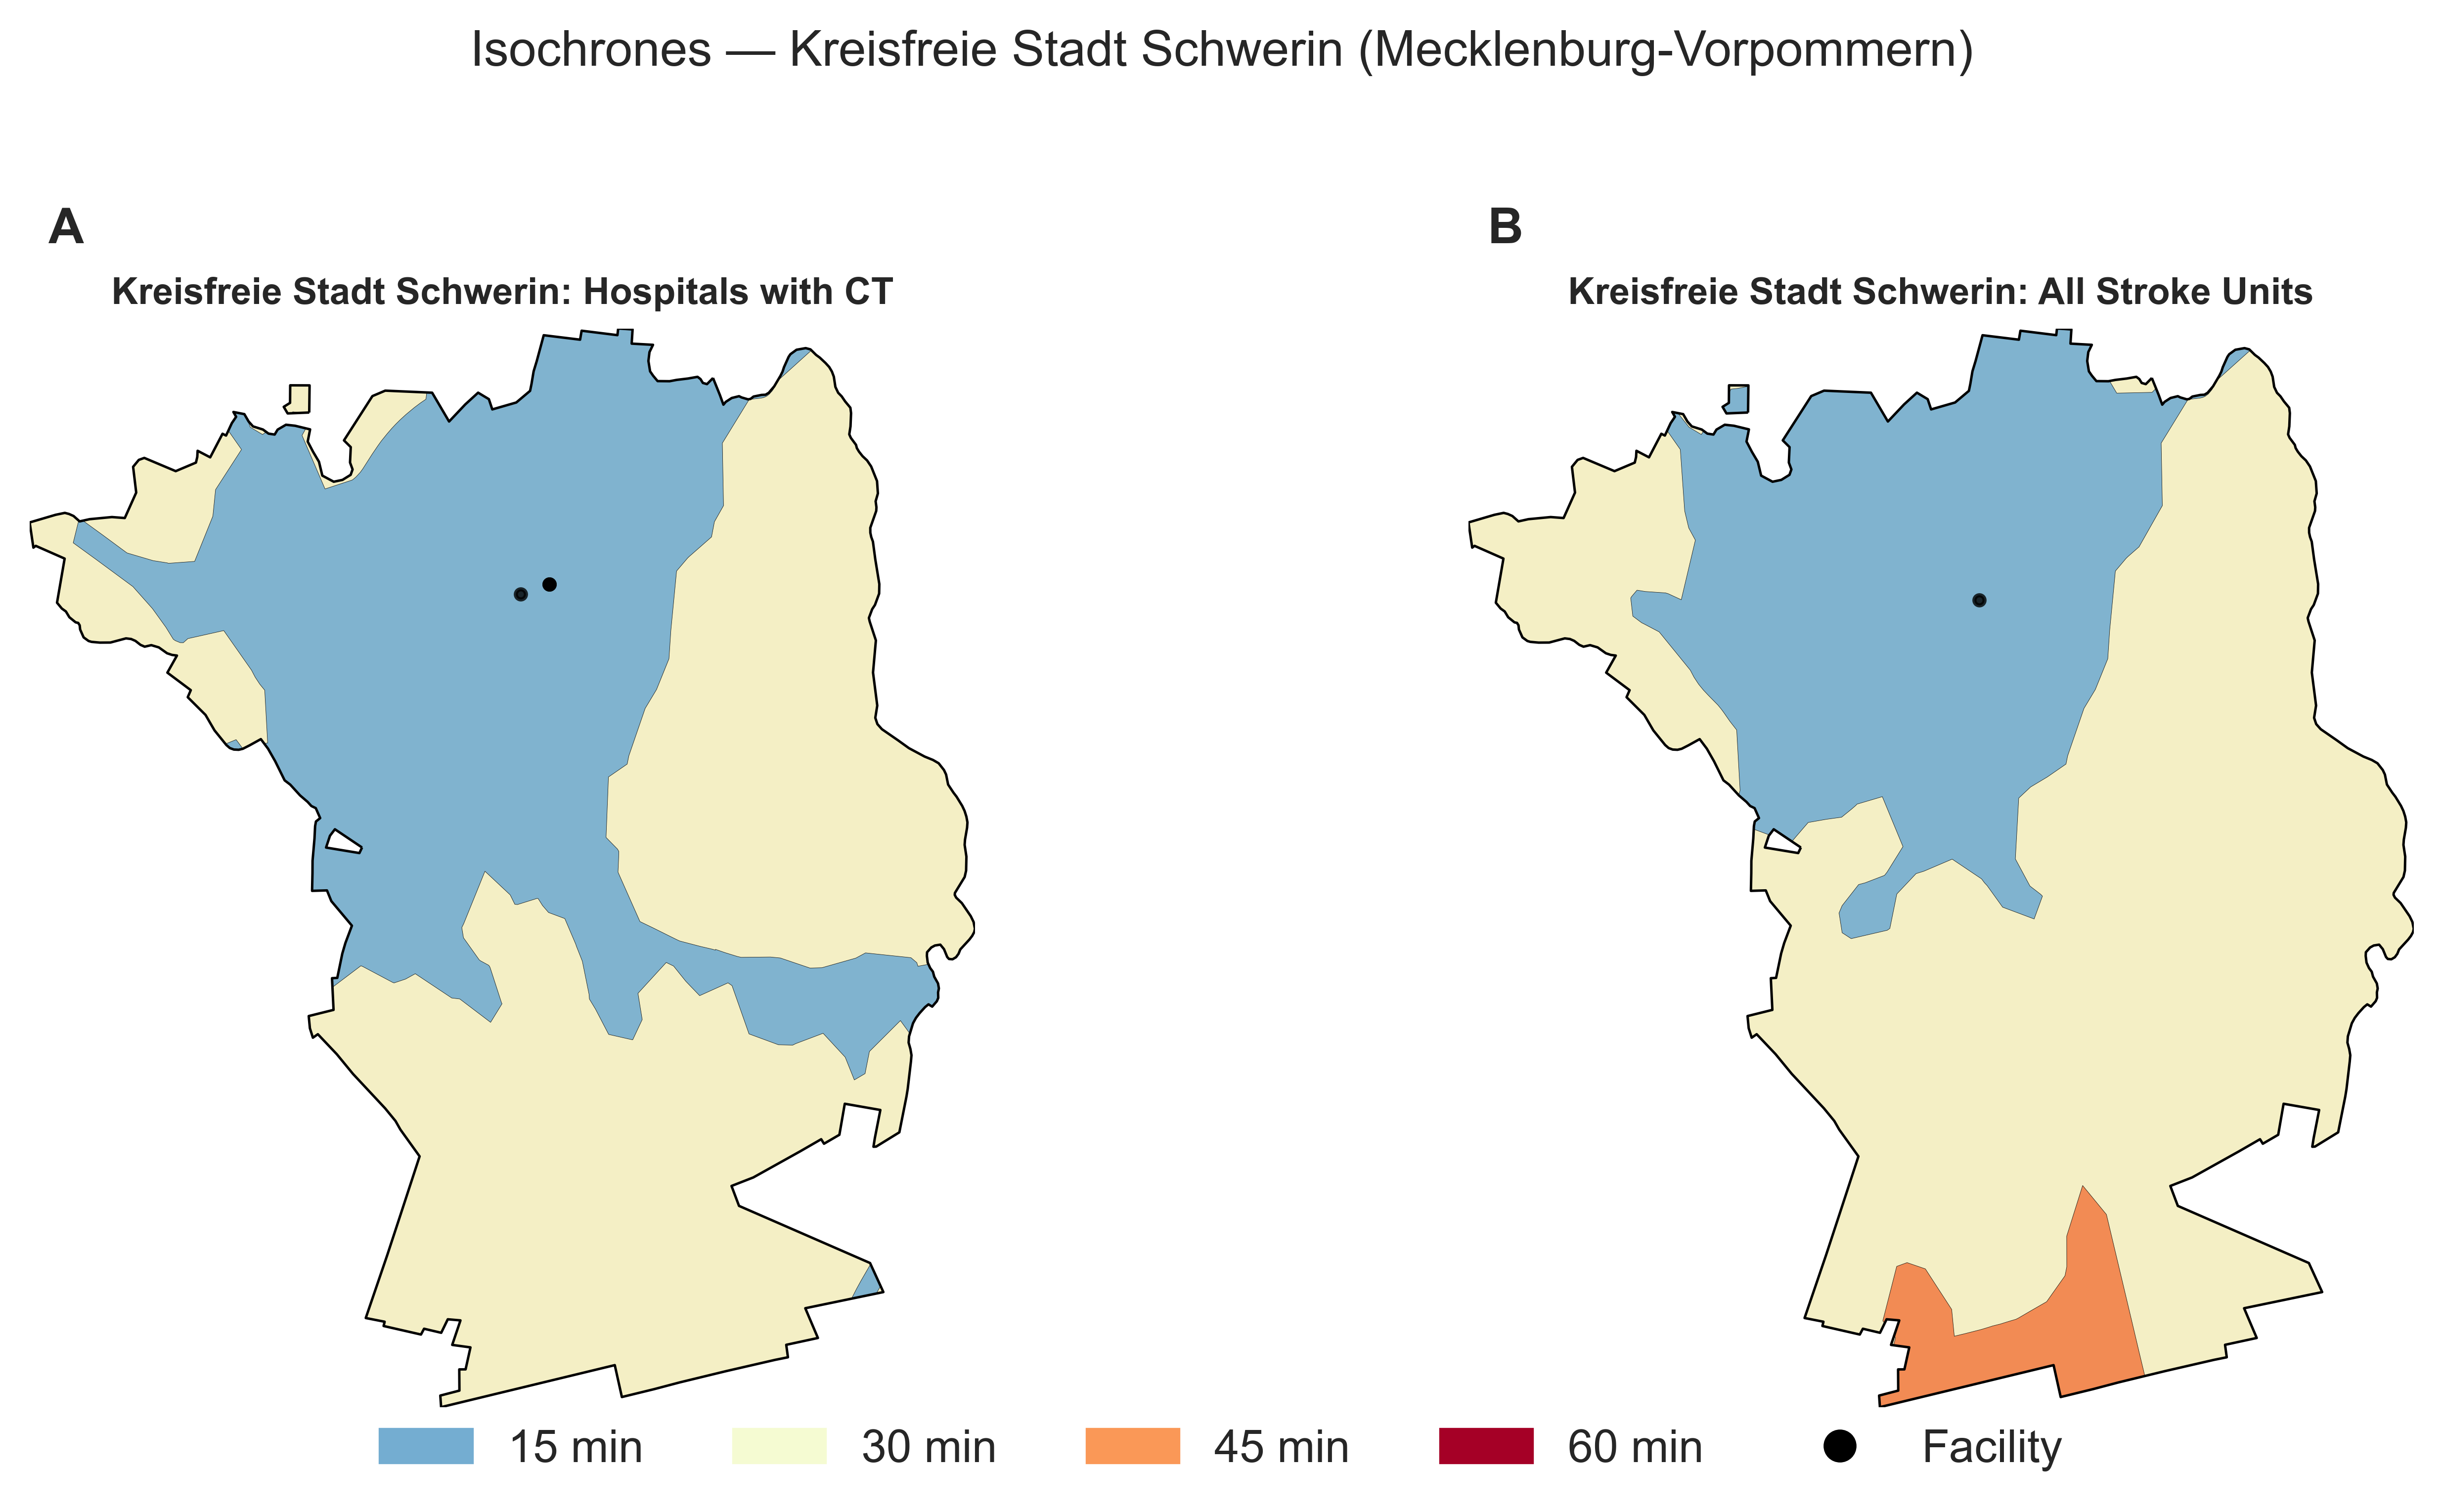 Isochrones — Kreisfreie Stadt Schwerin (Mecklenburg-Vorpommern)
A
Kreisfreie Stadt Schwerin: Hospitals with CT
B
Kreisfreie Stadt Schwerin: All Stroke Units
15 min
30 min
45 min
60 min
Facility